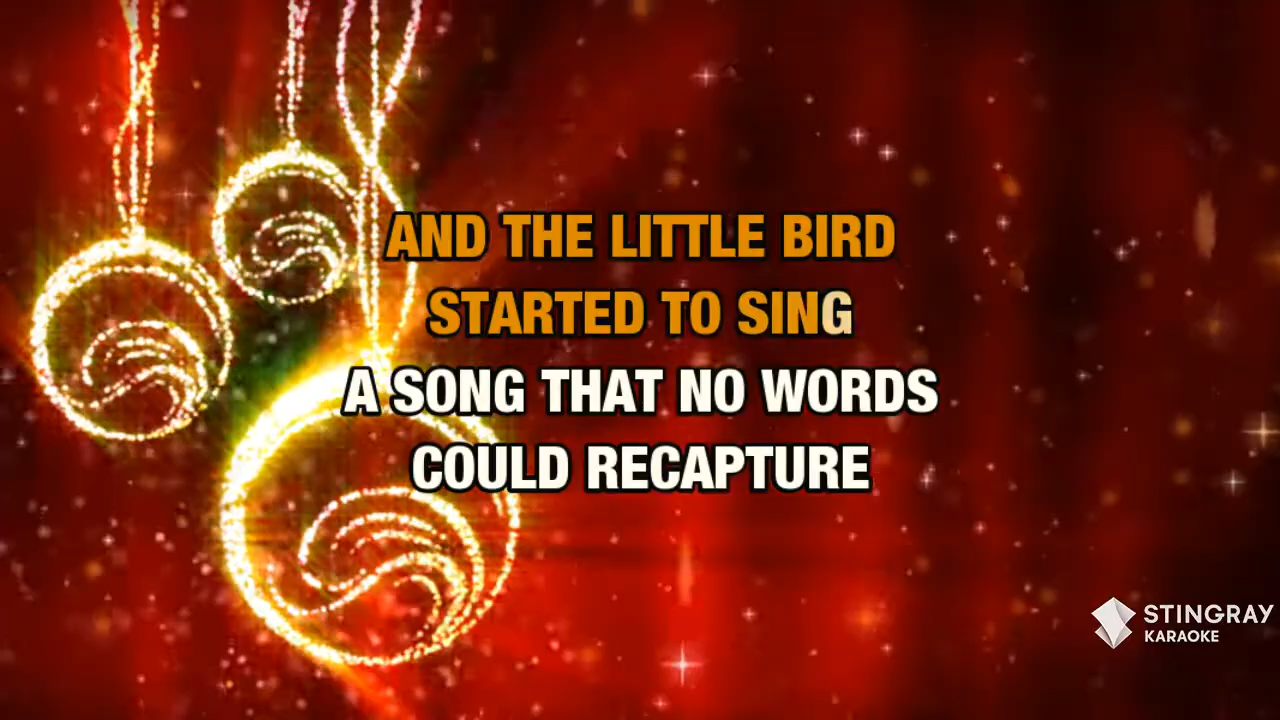 AND THE LITTLE BIRD
STARTED TO SING
A SONG THAT NO WORDS
COULD RECAPTURE
STINGRAY
KARAOKE